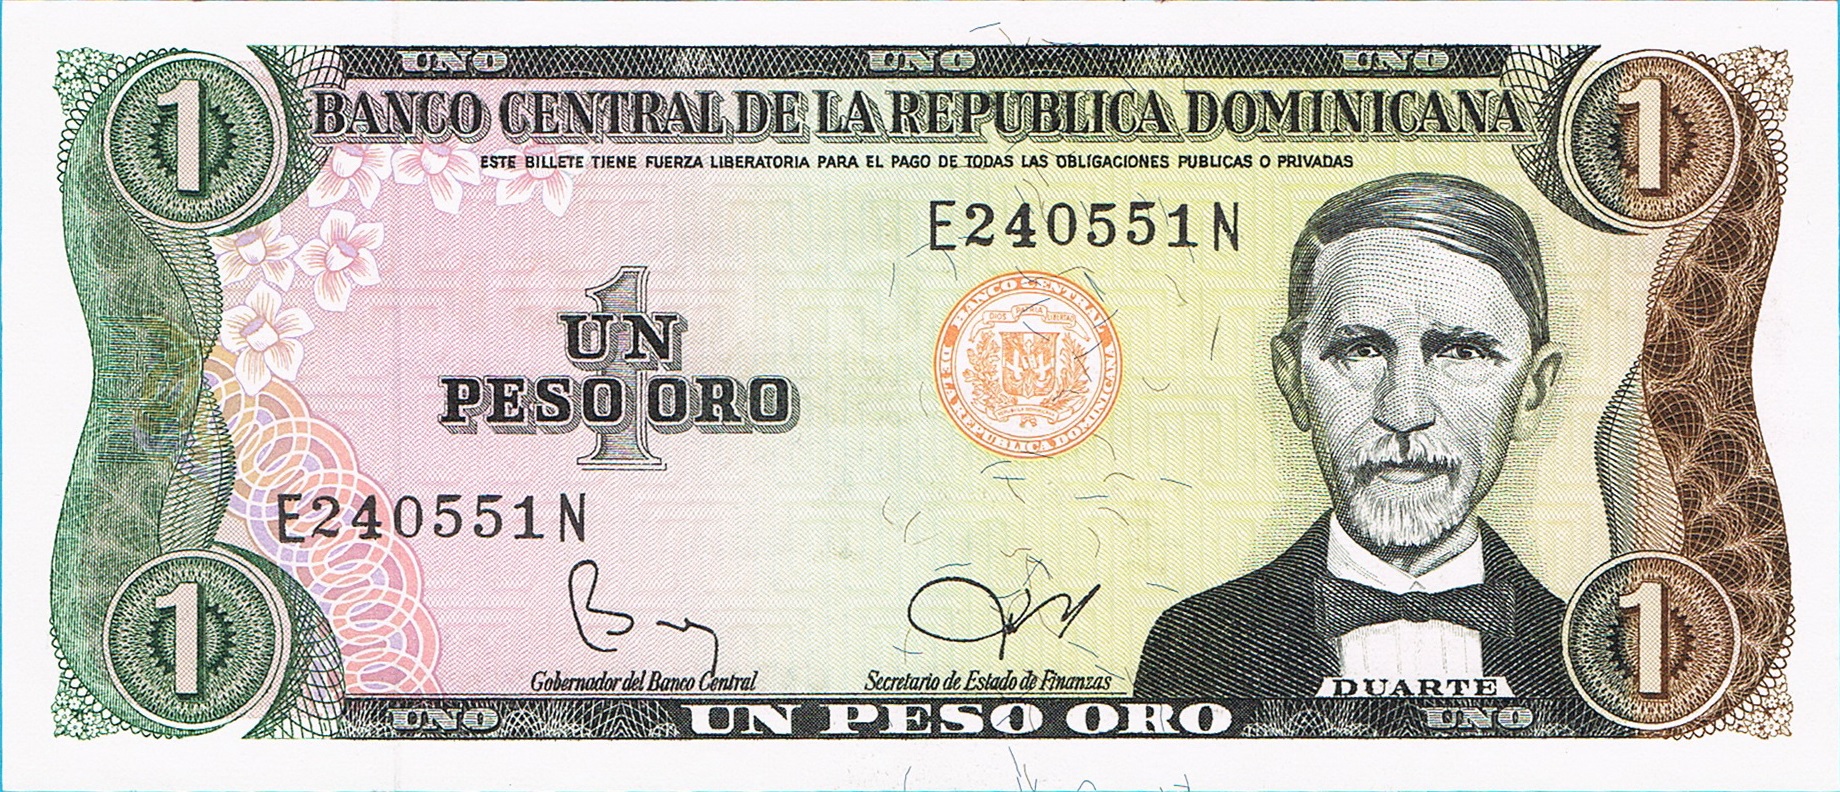 UNO UNO UNO
1 1
BANCO CENTRAL DE LA REPUBLICA DOMINICANA
ESTE BILLETE TIENE FUERZA LIBERATORIA PARA EL PAGO DE TODAS LAS OBLIGACIONES PUBLICAS O PRIVADAS
E240551N
1
UN
PESO ORO
BANCO CENTRAL
DE LA REPUBLICA DOMINICANA
DIOS PATRIA LIBERTAD
E240551N
Gobernador del Banco Central Secretario de Estado de Finanzas
DUARTE
1 1
UNO UN PESO ORO UNO